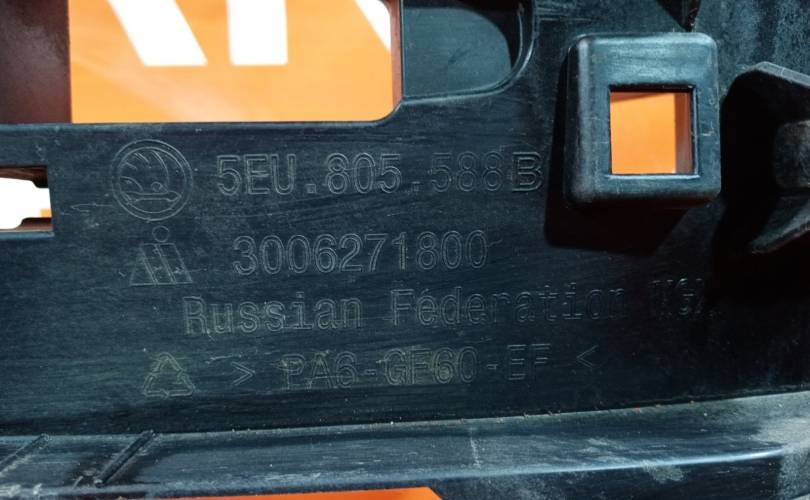 5EU.805.588B
3006271800
Russian Federation
> PA6-GF60-EF <